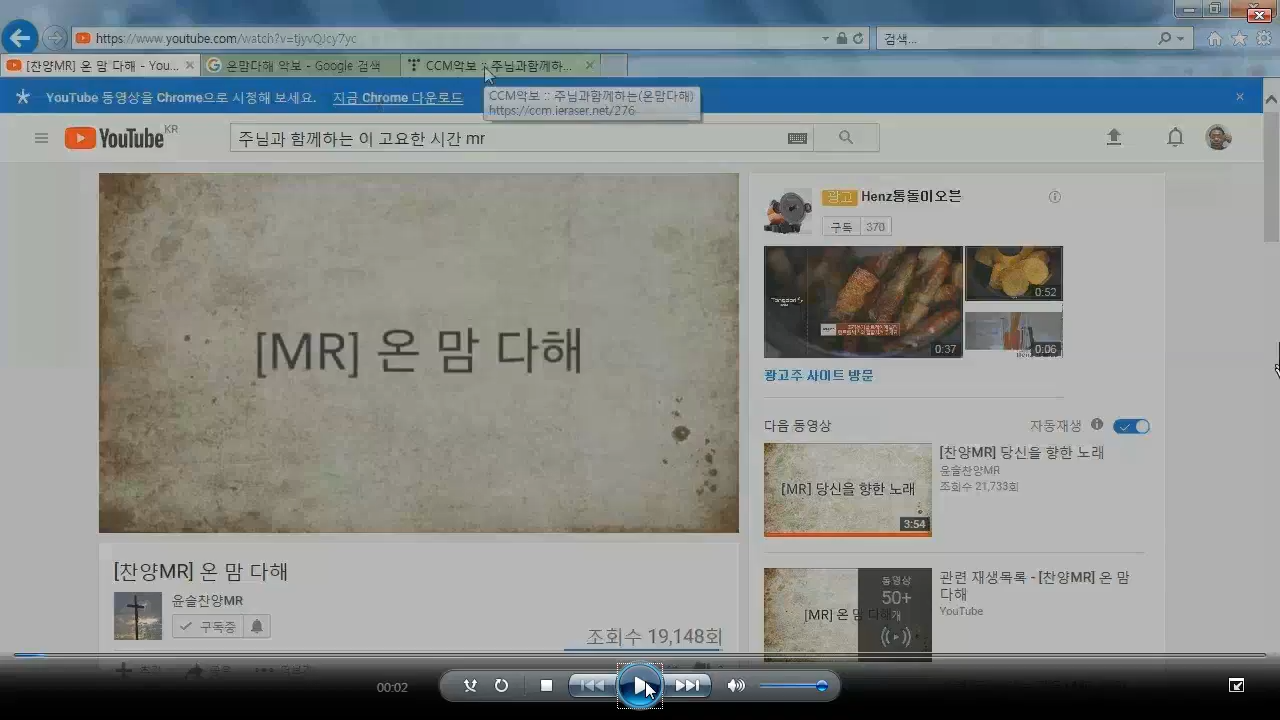 https://www.youtube.com/watch?v=tjyvQJcy7yc
검색...
[찬양MR] 온 맘 다해 - You...
온맘다해 악보 - Google 검색
CCM악보 :: 주님과함께하...
YouTube 동영상을 Chrome으로 시청해 보세요.
지금 Chrome 다운로드
CCM악보 :: 주님과함께하는(온맘다해)
https://ccm.ieraser.net/276
YouTube KR
주님과 함께하는 이 고요한 시간 mr
광고 Henz통돌이오븐
구독 370
0:52
0:37
0:06
[MR] 온 맘 다해
광고주 사이트 방문
다음 동영상
자동재생
[찬양MR] 당신을 향한 노래
윤슬찬양MR
조회수 21,733회
[MR] 당신을 향한 노래
3:54
[찬양MR] 온 맘 다해
윤슬찬양MR
구독중
조회수 19,148회
관련 재생목록 - [찬양MR] 온 맘
다해
YouTube
동영상
50+
개
[MR] 온 맘 다해
00:02